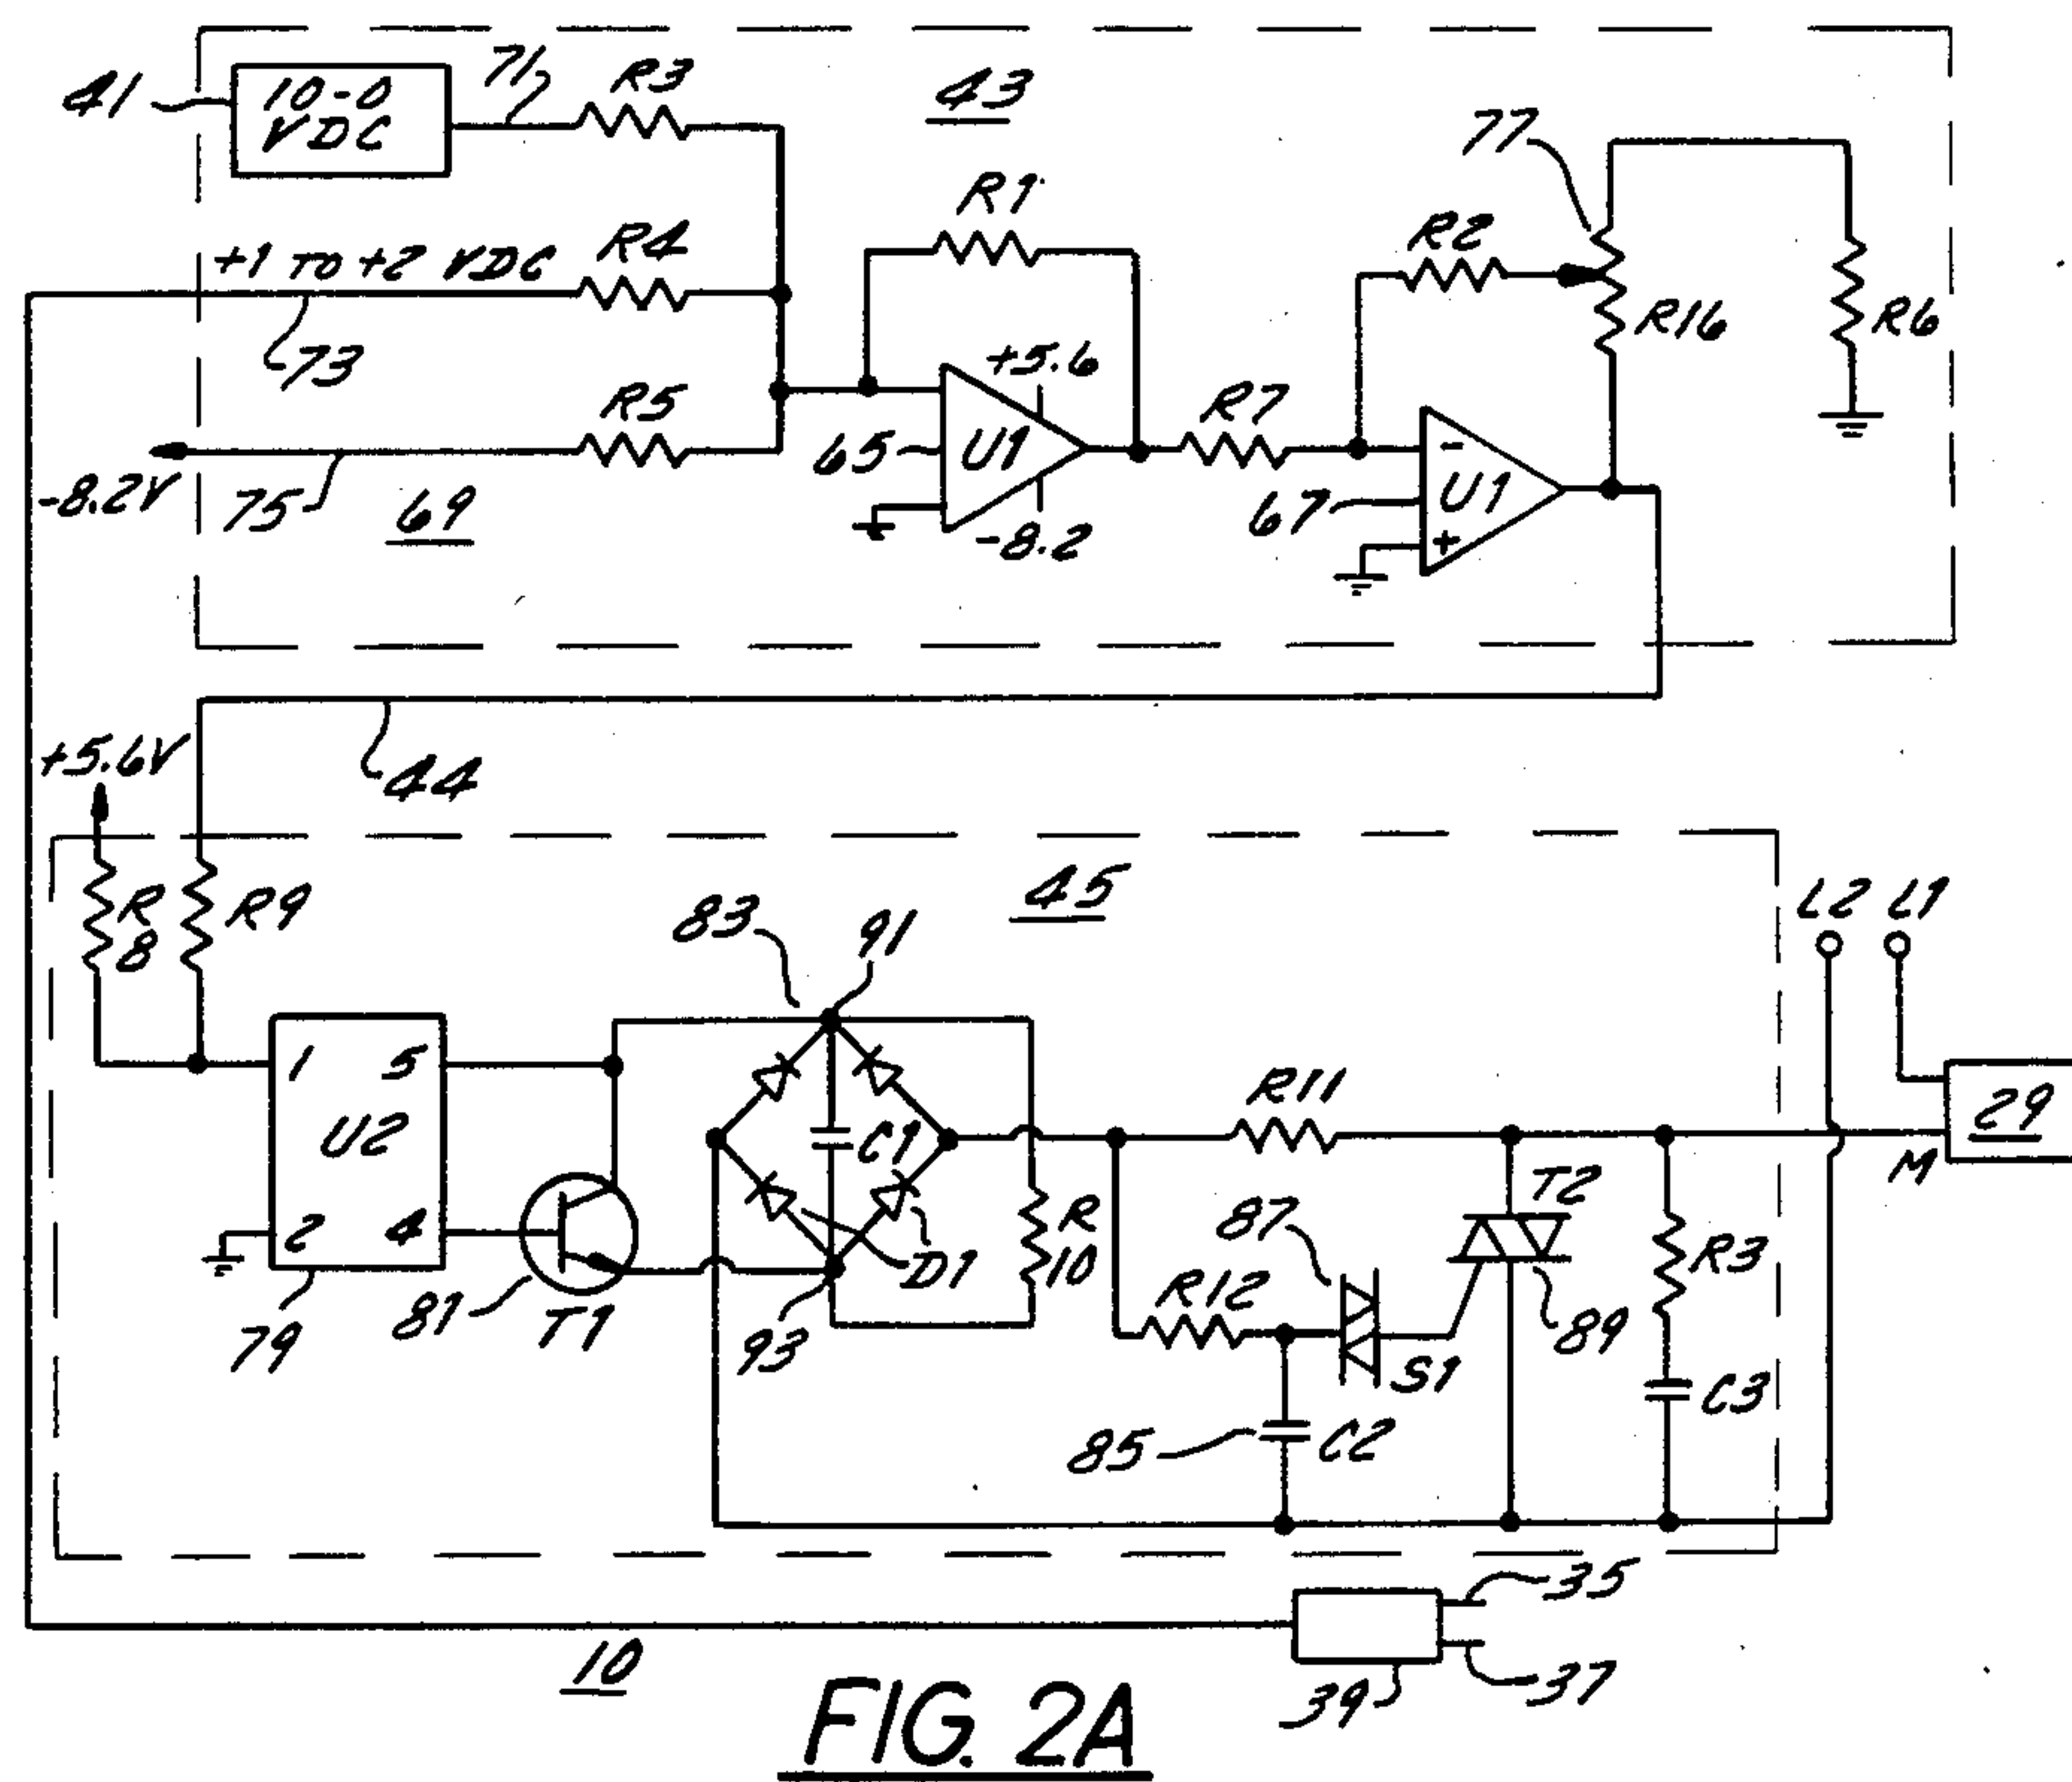 41
10-0
VDC
71
R3
43
77
R1
R2
R4
+1 TO +2 VDC
R16
R6
73
R5
+5.6
R7
65
U1
-
-8.2V
75
69
-8.2
67
U1
+
+5.6V
44
45
L2 L1
R
8
R9
83
91
1 5
U2
2 4
C1
R11
29
M
T2
87
R
10
D1
R12
R3
79
81
T1
93
S1
89
C3
85
C2
35
10
39
37
FIG. 2A